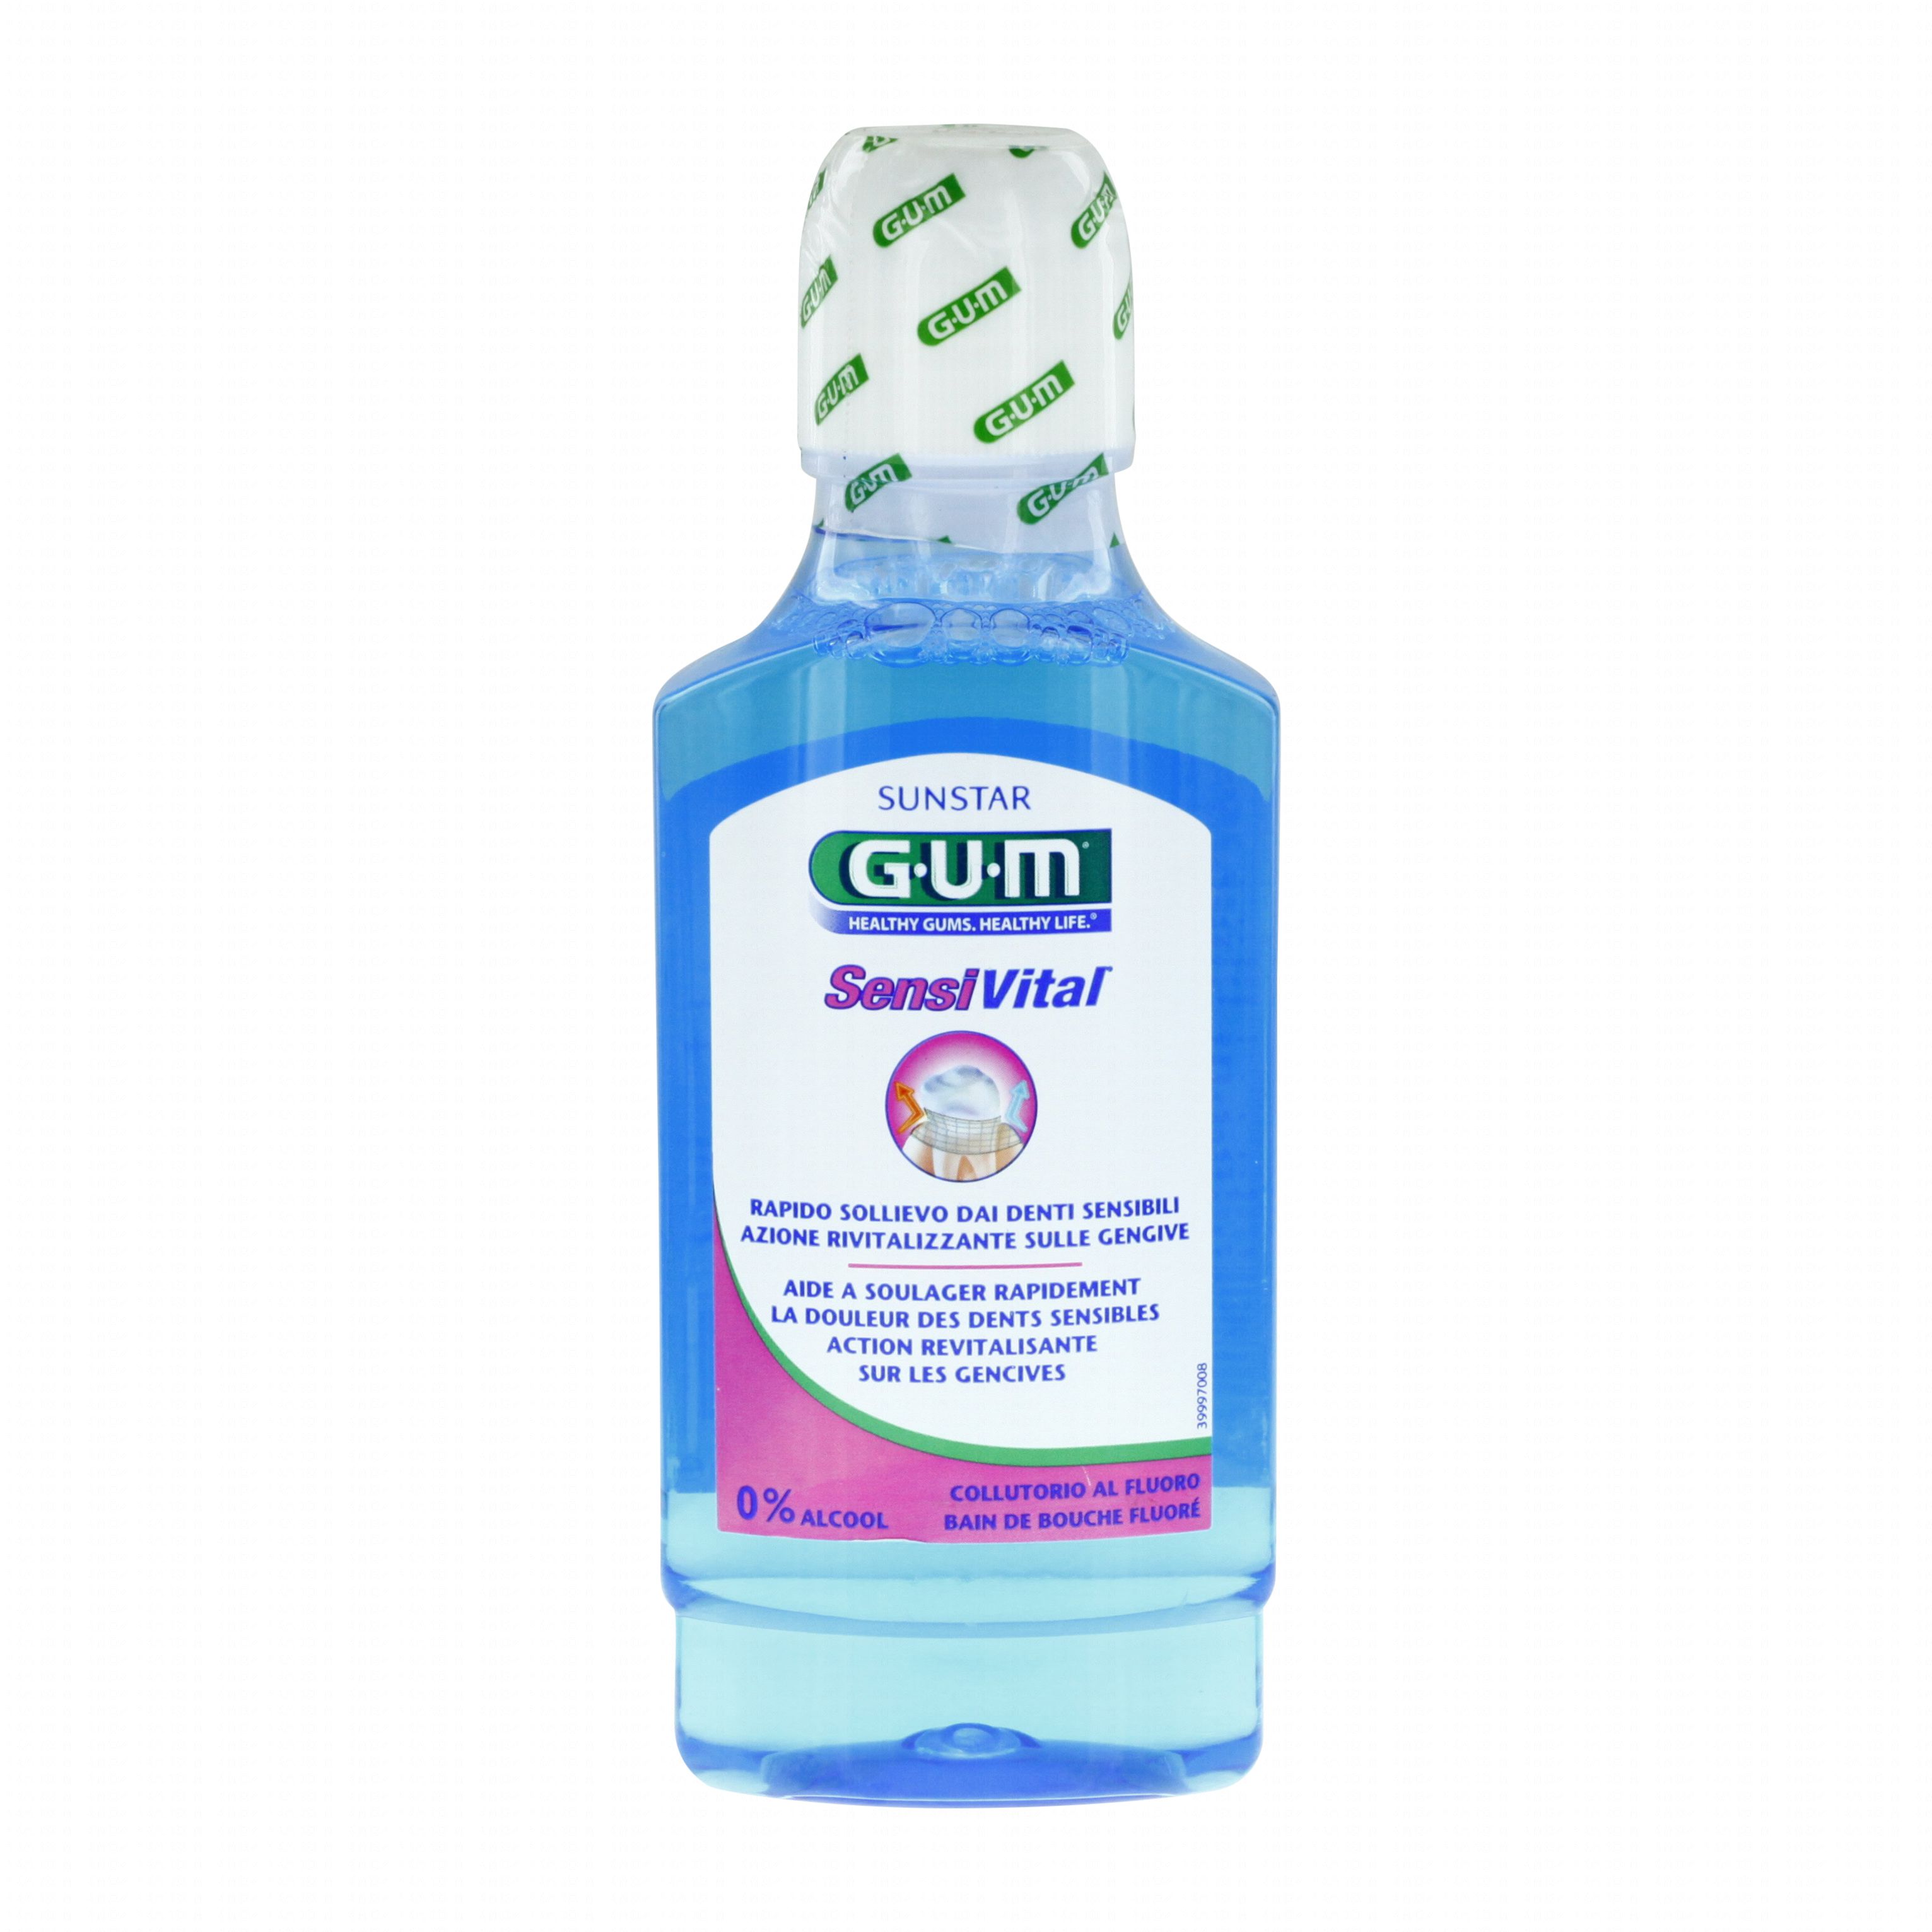 G·U·M
G·U·M
G·U·M
G·U·M
G·U·M
G·U·M
G·U·M
G·U·M
SUNSTAR
G·U·M®
HEALTHY GUMS. HEALTHY LIFE.®
SensiVital™
RAPIDO SOLLIEVO DAI DENTI SENSIBILI
AZIONE RIVITALIZZANTE SULLE GENGIVE
AIDE A SOULAGER RAPIDEMENT
LA DOULEUR DES DENTS SENSIBLES
ACTION REVITALISANTE
SUR LES GENCIVES
39997008
0% ALCOOL
COLLUTORIO AL FLUORO
BAIN DE BOUCHE FLUORÉ